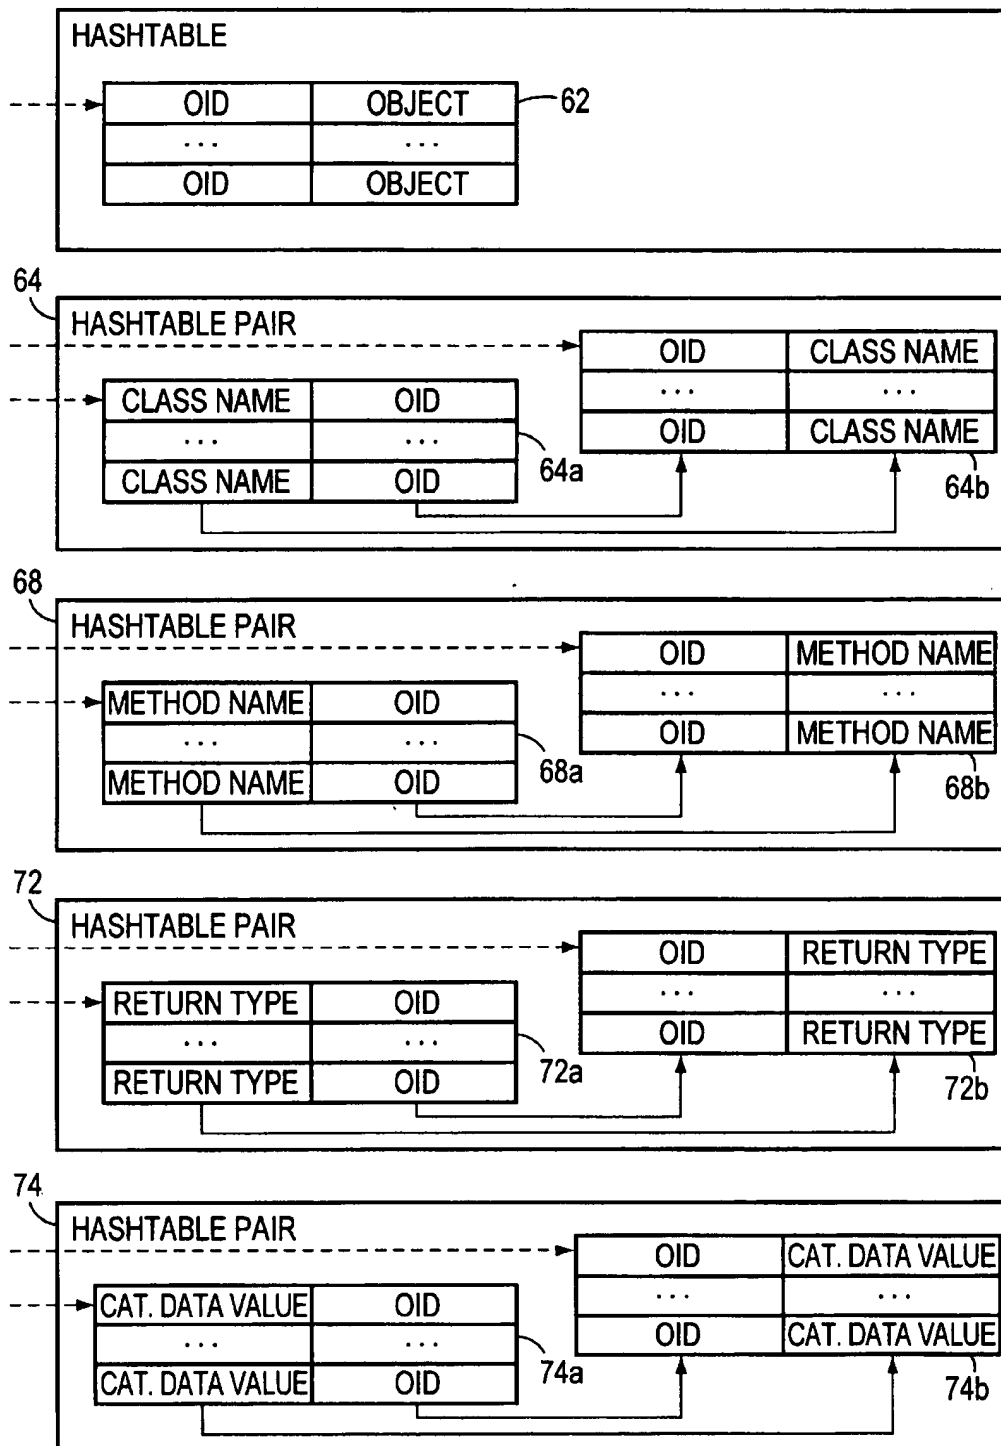 HASHTABLE
OID OBJECT 62
... ...
OID OBJECT
64
HASHTABLE PAIR
OID CLASS NAME
CLASS NAME OID
... ...
... ...
OID CLASS NAME
64a
CLASS NAME OID
64b
68
HASHTABLE PAIR
OID METHOD NAME
METHOD NAME OID
... ...
... ...
OID METHOD NAME
68a
METHOD NAME OID
68b
72
HASHTABLE PAIR
OID RETURN TYPE
RETURN TYPE OID
... ...
... ...
OID RETURN TYPE
72a
RETURN TYPE OID
72b
74
HASHTABLE PAIR
OID CAT. DATA VALUE
CAT. DATA VALUE OID
... ...
... ...
OID CAT. DATA VALUE
74a
CAT. DATA VALUE OID
74b